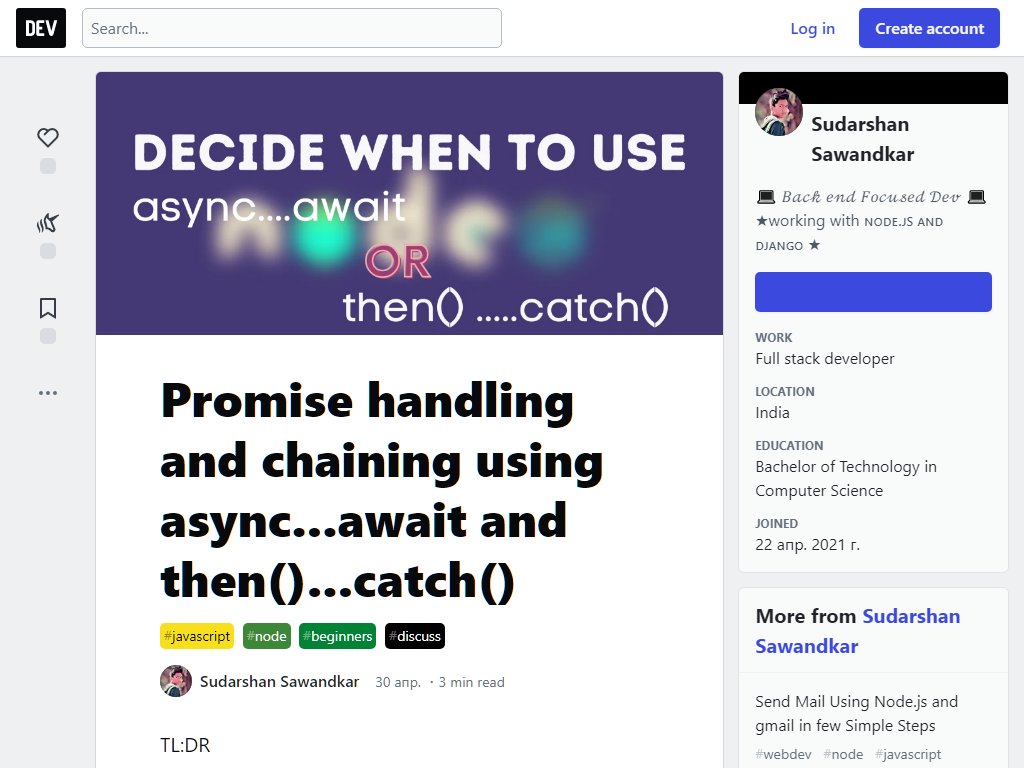 DEV
Search...
Log in
Create account
DECIDE WHEN TO USE
async....await
node
OR
then() .....catch()
Promise handling
and chaining using
async...await and
then()...catch()
#javascript #node #beginners #discuss
Sudarshan Sawandkar 30 апр. ・3 min read
TL:DR
Sudarshan
Sawandkar
💻 𝓑𝓪𝓬𝓴 𝓮𝓷𝓭 𝓕𝓸𝓬𝓾𝓼𝓮𝓭 𝓓𝓮𝓿 💻
★working with ɴᴏᴅᴇ.ᴊꜱ ᴀɴᴅ
ᴅᴊᴀɴɢᴏ ★
WORK
Full stack developer
LOCATION
India
EDUCATION
Bachelor of Technology in
Computer Science
JOINED
22 апр. 2021 г.
More from Sudarshan
Sawandkar
Send Mail Using Node.js and
gmail in few Simple Steps
#webdev #node #javascript